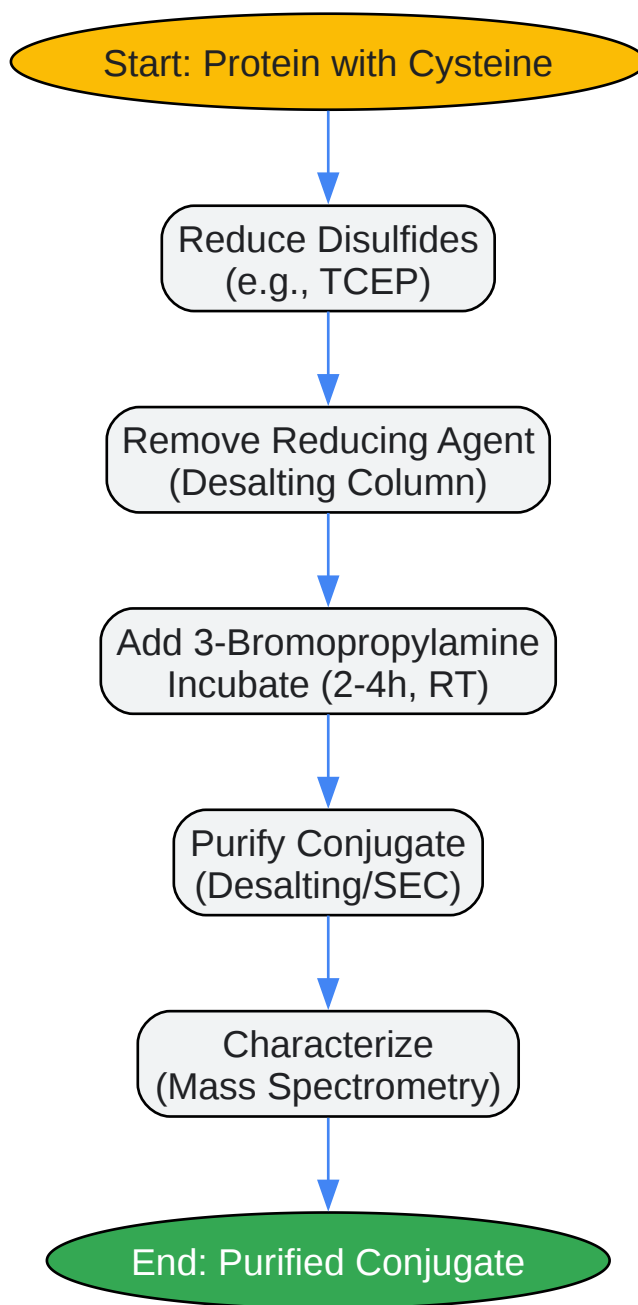 Start: Protein with Cysteine
Reduce Disulfides
(e.g., TCEP)
Remove Reducing Agent
(Desalting Column)
Add 3-Bromopropylamine
Incubate (2-4h, RT)
Purify Conjugate
(Desalting/SEC)
Characterize
(Mass Spectrometry)
End: Purified Conjugate